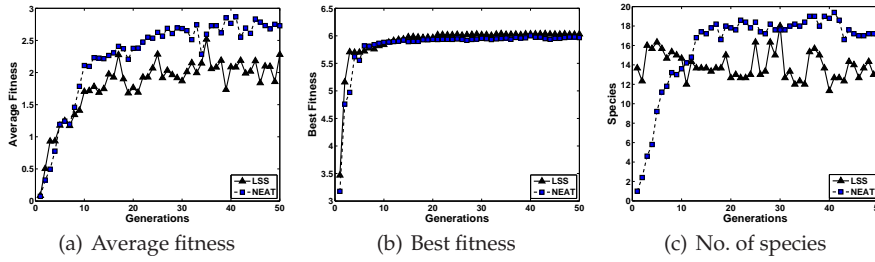 3
2.5
2
1.5
1
0.5
0
Average Fitness
0 10 20 30 40 50
Generations
LSS
NEAT
(a) Average fitness
6.5
6
5.5
5
4.5
4
3.5
3
Best Fitness
0 10 20 30 40 50
Generations
LSS
NEAT
(b) Best fitness
20
18
16
14
12
10
8
6
4
2
0
Species
0 10 20 30 40 50
Generations
LSS
NEAT
(c) No. of species